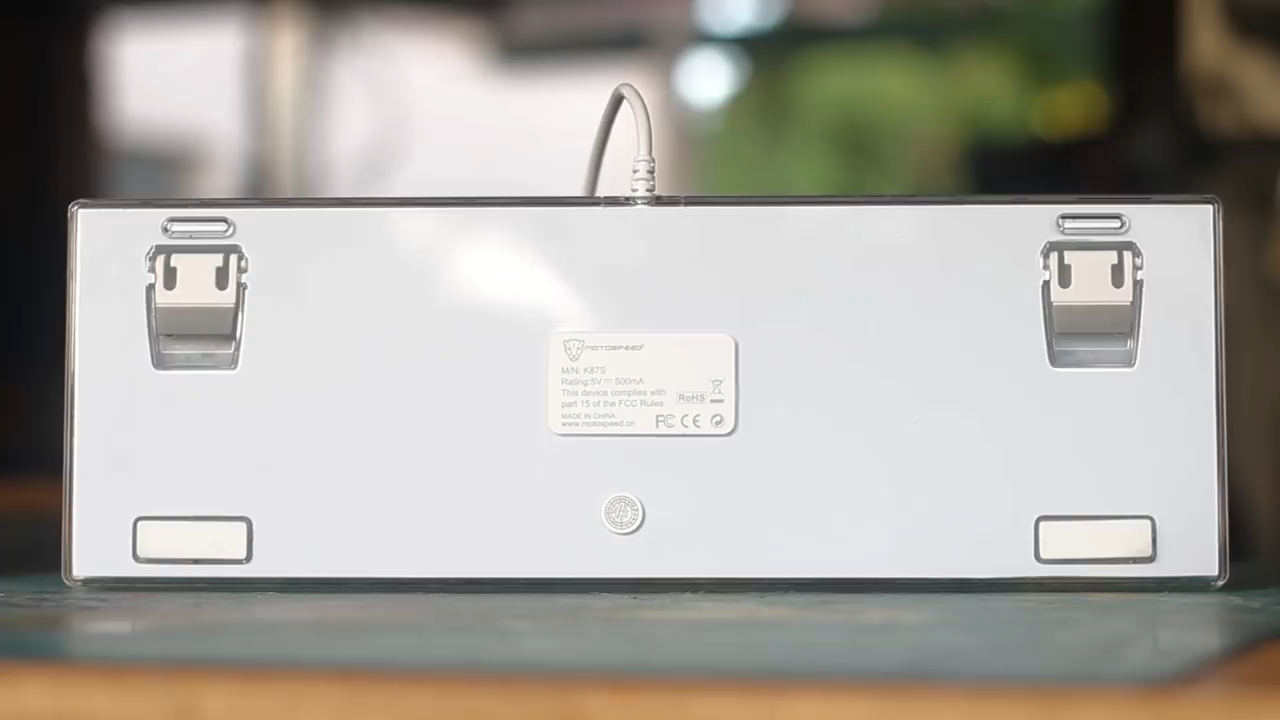 MOTOSPEED
M/N: K87S
Rating:5V⎓500mA
This device complies with
part 15 of the FCC Rules
RoHS
MADE IN CHINA
www.motospeed.cn
FC CE